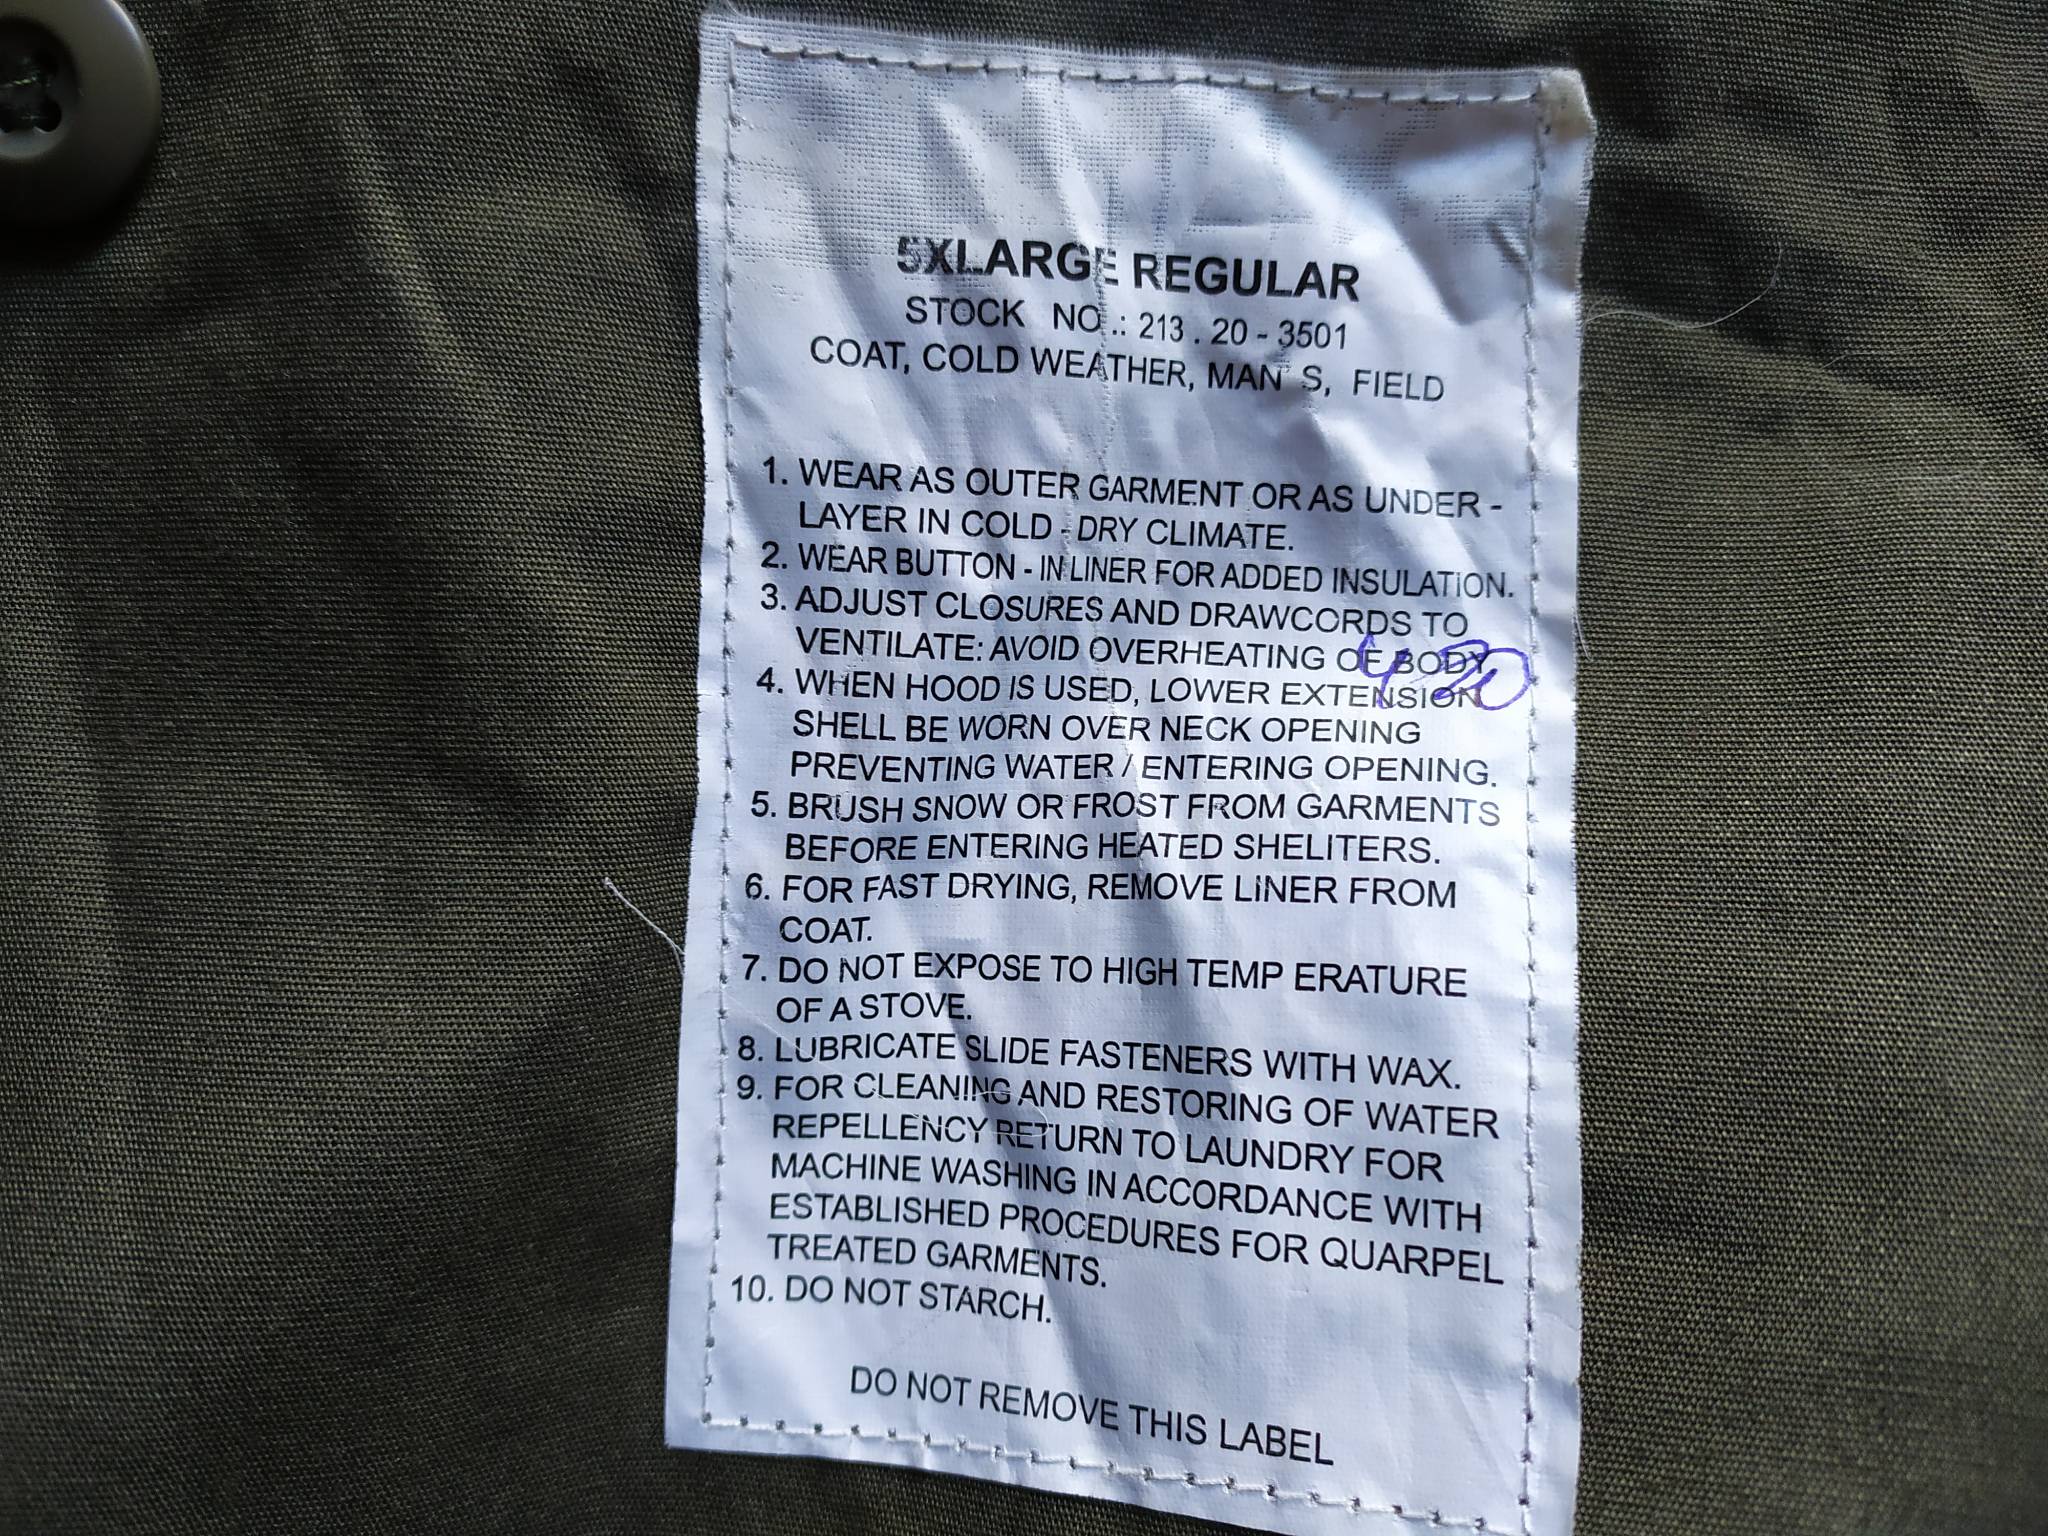 5XLARGE REGULAR
STOCK NO.: 213 . 20 - 3501
COAT, COLD WEATHER, MAN' S, FIELD
1. WEAR AS OUTER GARMENT OR AS UNDER -
LAYER IN COLD - DRY CLIMATE.
2. WEAR BUTTON - IN LINER FOR ADDED INSULATION.
3. ADJUST CLOSURES AND DRAWCORDS TO
VENTILATE: AVOID OVERHEATING OF BODY
4. WHEN HOOD IS USED, LOWER EXTENSION
SHELL BE WORN OVER NECK OPENING
PREVENTING WATER / ENTERING OPENING.
5. BRUSH SNOW OR FROST FROM GARMENTS
BEFORE ENTERING HEATED SHELITERS.
6. FOR FAST DRYING, REMOVE LINER FROM
COAT.
7. DO NOT EXPOSE TO HIGH TEMP ERATURE
OF A STOVE.
8. LUBRICATE SLIDE FASTENERS WITH WAX.
9. FOR CLEANING AND RESTORING OF WATER
REPELLENCY RETURN TO LAUNDRY FOR
MACHINE WASHING IN ACCORDANCE WITH
ESTABLISHED PROCEDURES FOR QUARPEL
TREATED GARMENTS.
10. DO NOT STARCH.
DO NOT REMOVE THIS LABEL